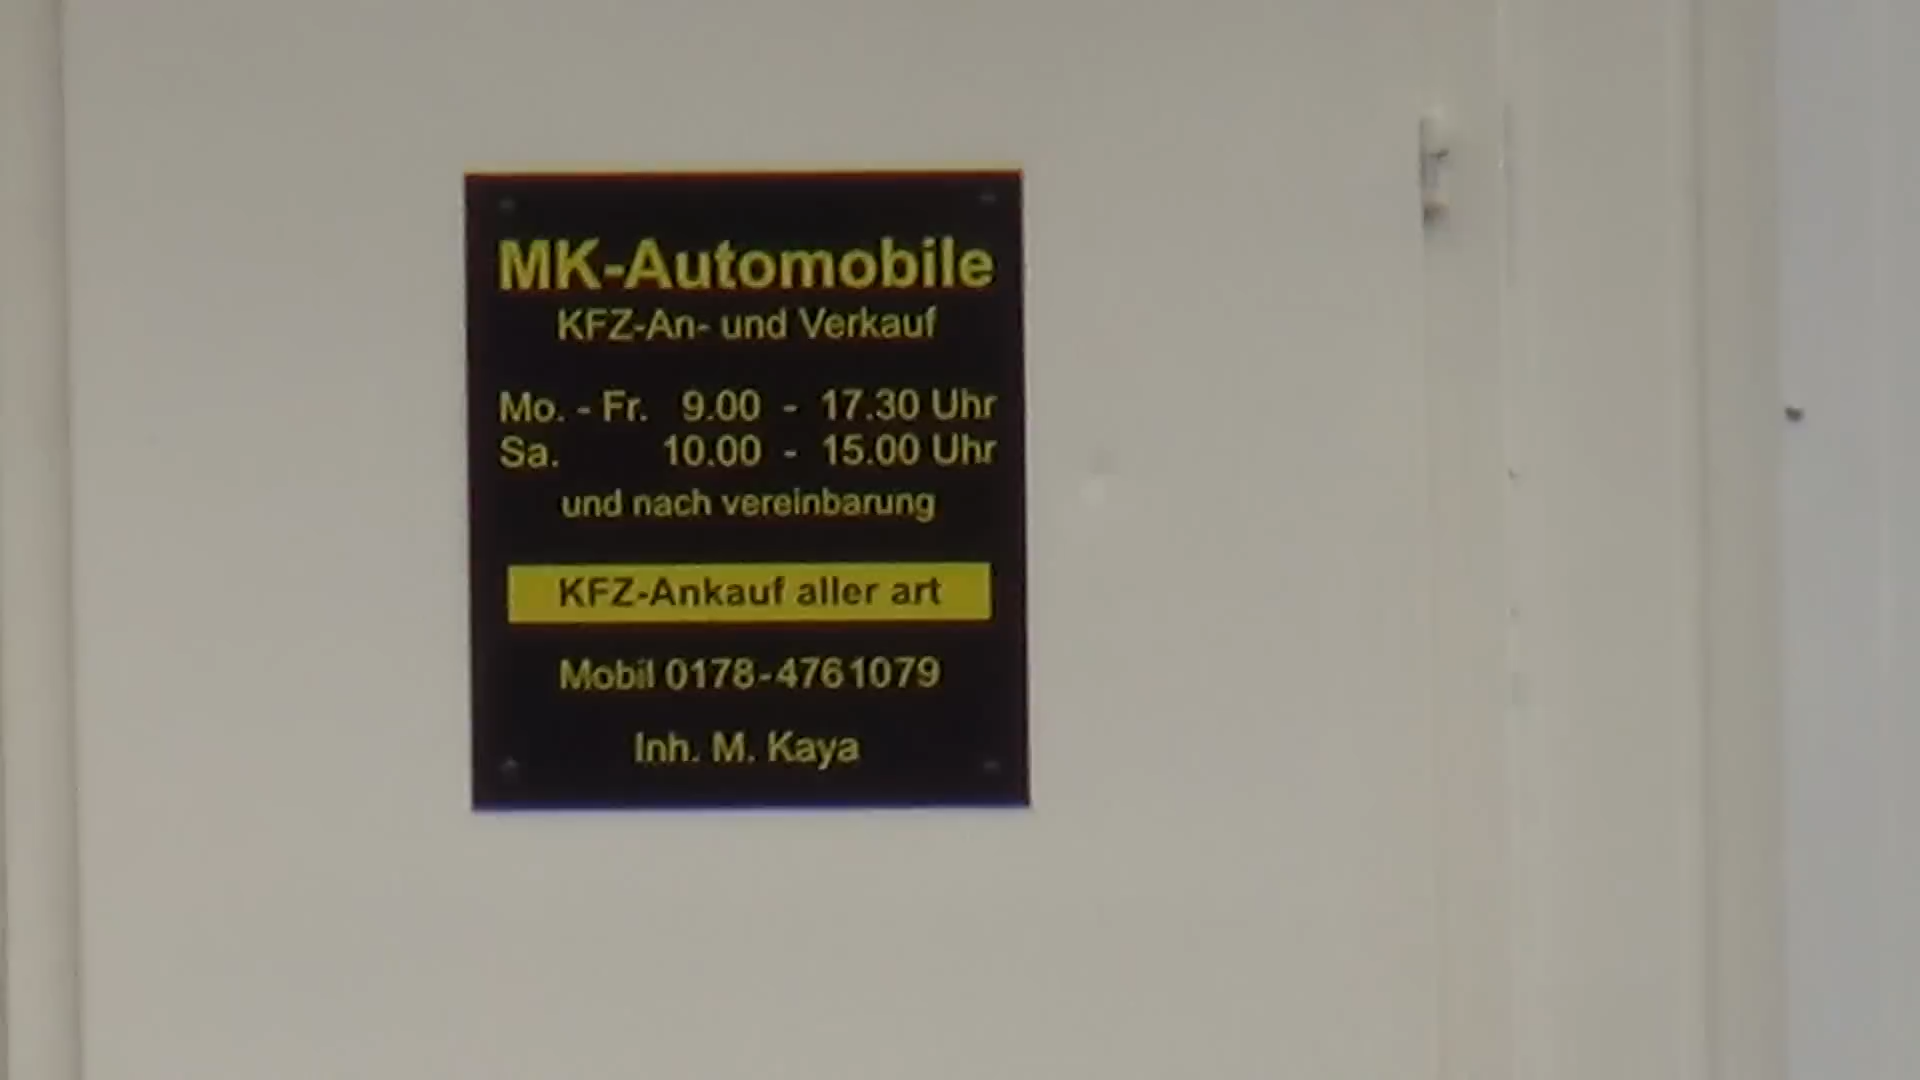 MK-Automobile
KFZ-An- und Verkauf
Mo. - Fr. 9.00 - 17.30 Uhr
Sa. 10.00 - 15.00 Uhr
und nach vereinbarung
KFZ-Ankauf aller art
Mobil 0178-4761079
Inh. M. Kaya